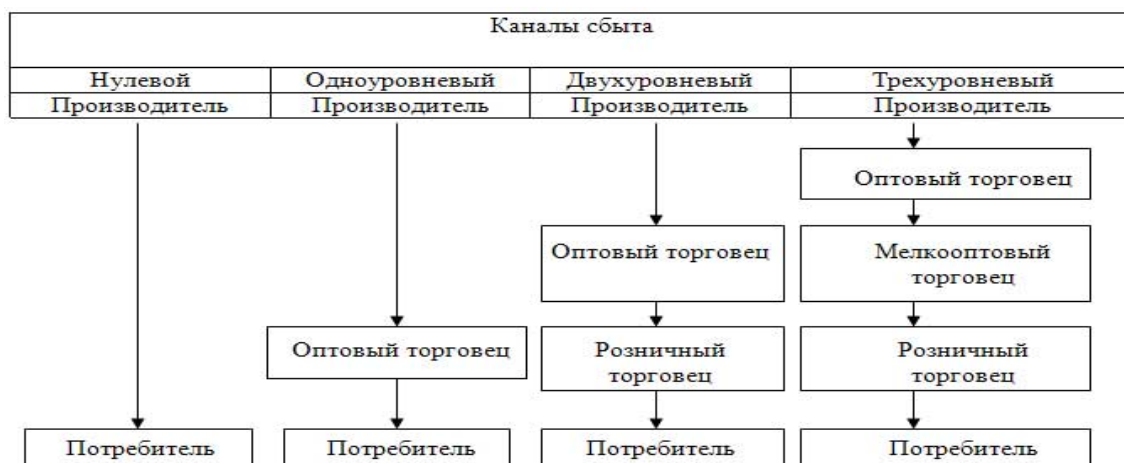 Каналы сбыта
Нулевой Одноуровневый Двухуровневый Трехуровневый
Производитель Производитель Производитель Производитель
Оптовый торговец
Оптовый торговец
Мелкооптовый
торговец
Оптовый торговец
Розничный
торговец
Розничный
торговец
Потребитель Потребитель Потребитель Потребитель